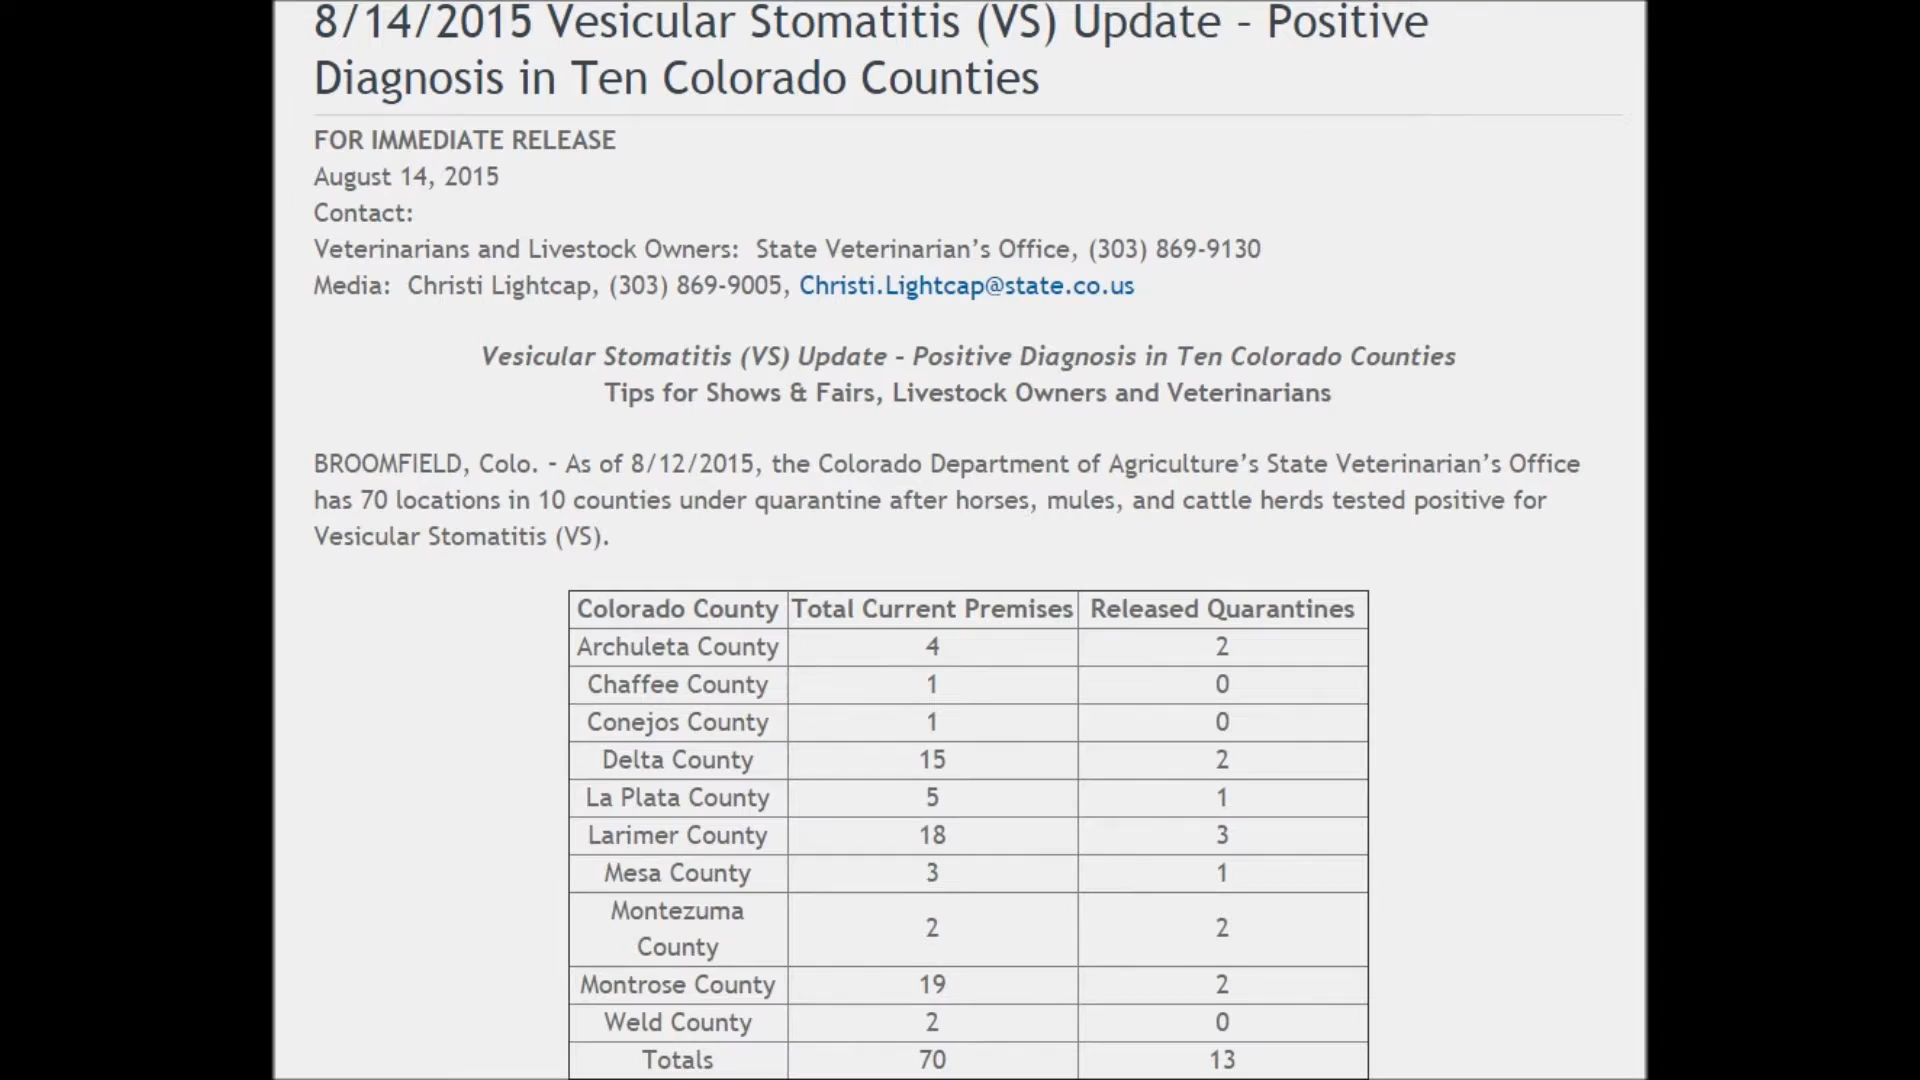 8/14/2015 Vesicular Stomatitis (VS) Update - Positive
Diagnosis in Ten Colorado Counties
FOR IMMEDIATE RELEASE
August 14, 2015
Contact:
Veterinarians and Livestock Owners:  State Veterinarian's Office, (303) 869-9130
Media:  Christi Lightcap, (303) 869-9005, Christi.Lightcap@state.co.us
Vesicular Stomatitis (VS) Update - Positive Diagnosis in Ten Colorado Counties
Tips for Shows & Fairs, Livestock Owners and Veterinarians
BROOMFIELD, Colo. - As of 8/12/2015, the Colorado Department of Agriculture's State Veterinarian's Office
has 70 locations in 10 counties under quarantine after horses, mules, and cattle herds tested positive for
Vesicular Stomatitis (VS).
Colorado County Total Current Premises Released Quarantines
Archuleta County 4 2
Chaffee County 1 0
Conejos County 1 0
Delta County 15 2
La Plata County 5 1
Larimer County 18 3
Mesa County 3 1
Montezuma
County 2 2
Montrose County 19 2
Weld County 2 0
Totals 70 13